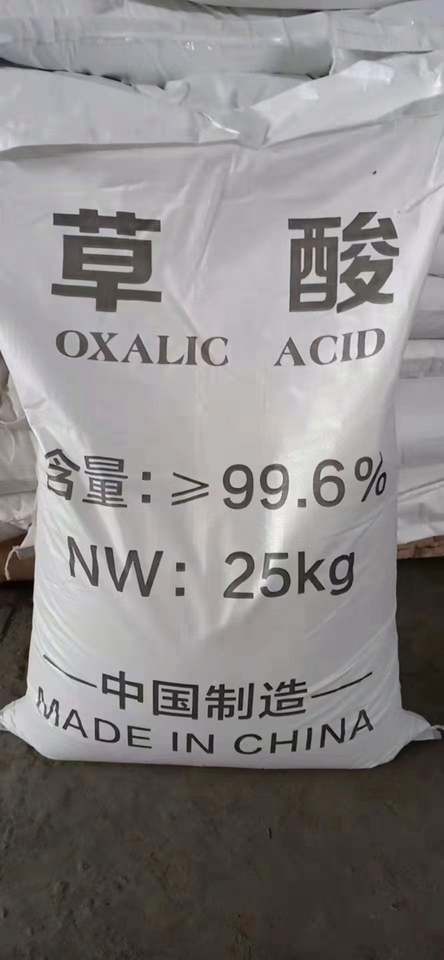 草 酸
OXALIC ACID
含量：≥99.6%
NW：25kg
—中国制造—
MADE IN CHINA